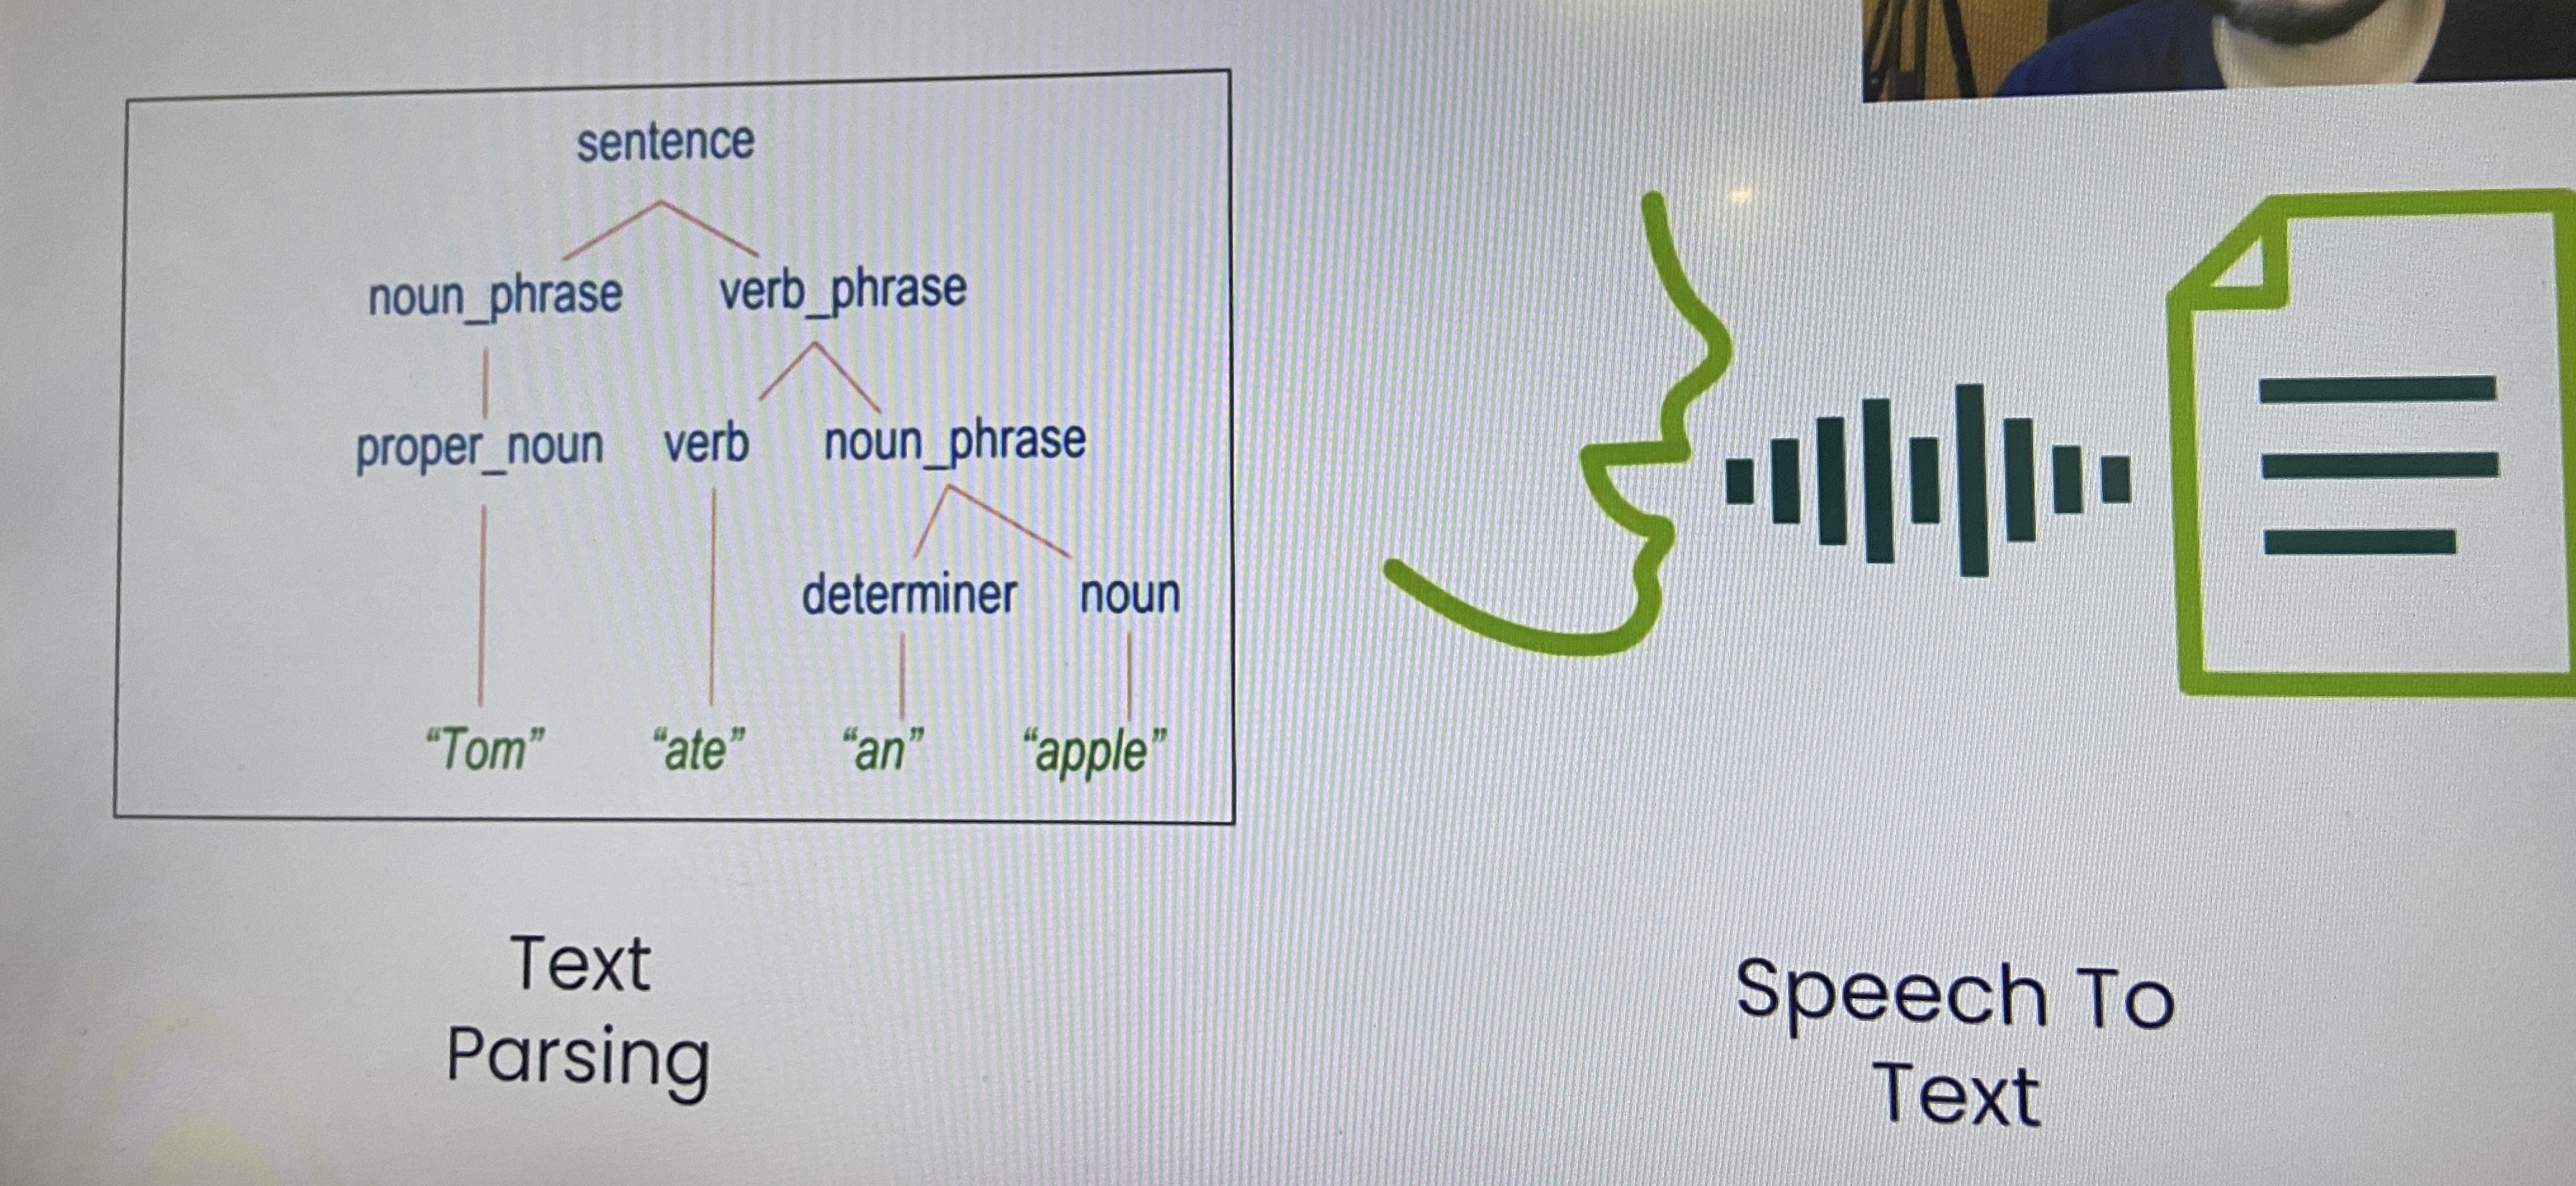 sentence
noun_phrase verb_phrase
proper_noun verb noun_phrase
determiner noun
“Tom” “ate” “an” “apple”
Text
Parsing
Speech To
Text